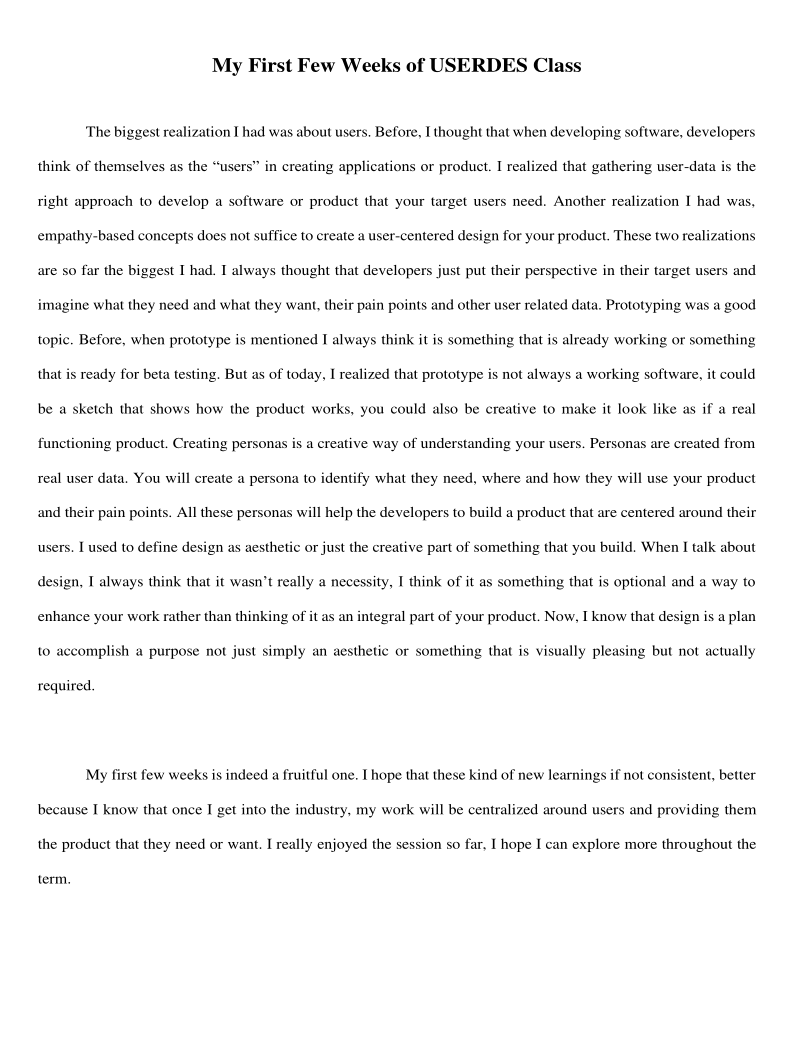 My First Few Weeks of USERDES Class
The biggest realization I had was about users. Before, I thought that when developing software, developers
think of themselves as the “users” in creating applications or product. I realized that gathering user-data is the
right approach to develop a software or product that your target users need. Another realization I had was,
empathy-based concepts does not suffice to create a user-centered design for your product. These two realizations
are so far the biggest I had. I always thought that developers just put their perspective in their target users and
imagine what they need and what they want, their pain points and other user related data. Prototyping was a good
topic. Before, when prototype is mentioned I always think it is something that is already working or something
that is ready for beta testing. But as of today, I realized that prototype is not always a working software, it could
be a sketch that shows how the product works, you could also be creative to make it look like as if a real
functioning product. Creating personas is a creative way of understanding your users. Personas are created from
real user data. You will create a persona to identify what they need, where and how they will use your product
and their pain points. All these personas will help the developers to build a product that are centered around their
users. I used to define design as aesthetic or just the creative part of something that you build. When I talk about
design, I always think that it wasn’t really a necessity, I think of it as something that is optional and a way to
enhance your work rather than thinking of it as an integral part of your product. Now, I know that design is a plan
to accomplish a purpose not just simply an aesthetic or something that is visually pleasing but not actually
required.
My first few weeks is indeed a fruitful one. I hope that these kind of new learnings if not consistent, better
because I know that once I get into the industry, my work will be centralized around users and providing them
the product that they need or want. I really enjoyed the session so far, I hope I can explore more throughout the
term.